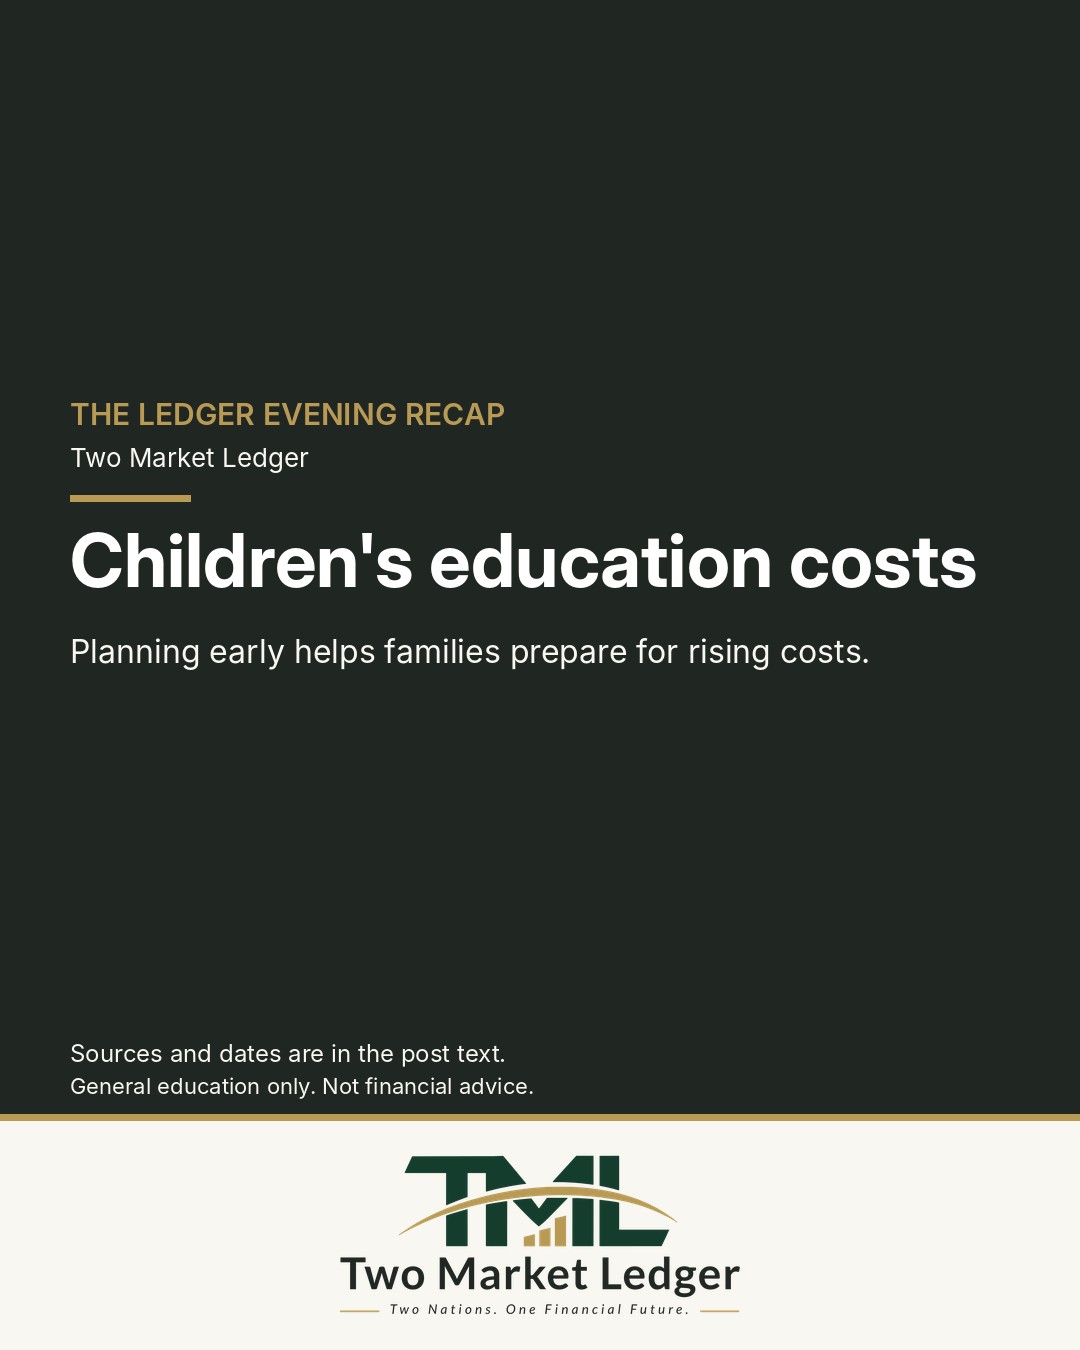 THE LEDGER EVENING RECAP
Two Market Ledger
Children's education costs
Planning early helps families prepare for rising costs.
Sources and dates are in the post text.
General education only. Not financial advice.
TML
Two Market Ledger
Two Nations. One Financial Future.